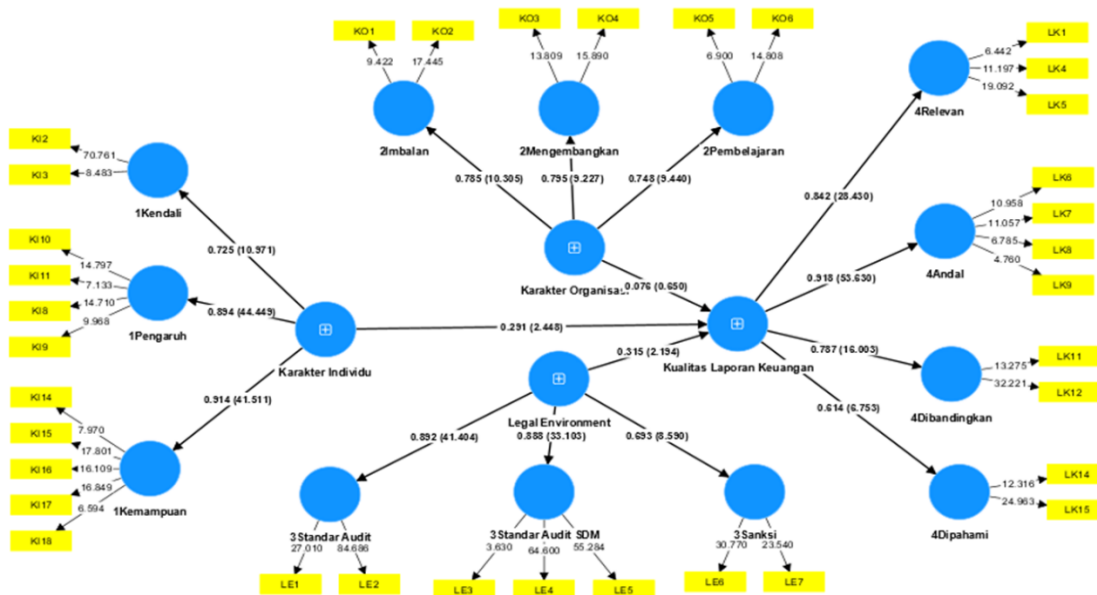 KO1
KO2
9.422
17.445
2Imbalan
KO3
KO4
13.809
15.890
2Mengembangkan
KO5
KO6
6.900
14.808
2Pembelajaran
LK1
LK4
LK5
6.442
11.197
19.092
4Relevan
KI2
KI3
70.761
8.483
1Kendali
0.785 (10.305)
0.795 (9.227)
0.748 (9.440)
0.842 (28.430)
LK6
LK7
LK8
LK9
10.958
11.057
6.785
4.760
4Andal
KI10
KI11
KI8
KI9
14.797
7.133
14.710
9.968
1Pengaruh
0.725 (10.971)
0.894 (44.449)
0.914 (41.511)
Karakter Individu
Karakter Organisa
0.076 (0.650)
0.291 (2.448)
0.315 (2.194)
Kualitas Laporan Keuangan
0.918 (53.630)
0.787 (16.003)
0.614 (6.753)
LK11
LK12
13.275
32.221
4Dibandingkan
KI14
KI15
KI16
KI17
KI18
7.970
17.801
16.109
16.849
6.594
1Kemampuan
Legal Environment
0.892 (41.404)
0.888 (33.103)
0.693 (8.590)
LK14
LK15
12.316
24.963
4Dipahami
3Standar Audit
27.010
84.686
LE1
LE2
3Standar Audit SDM
3.630
64.600
55.284
LE3
LE4
LE5
3Sanksi
30.770
23.540
LE6
LE7